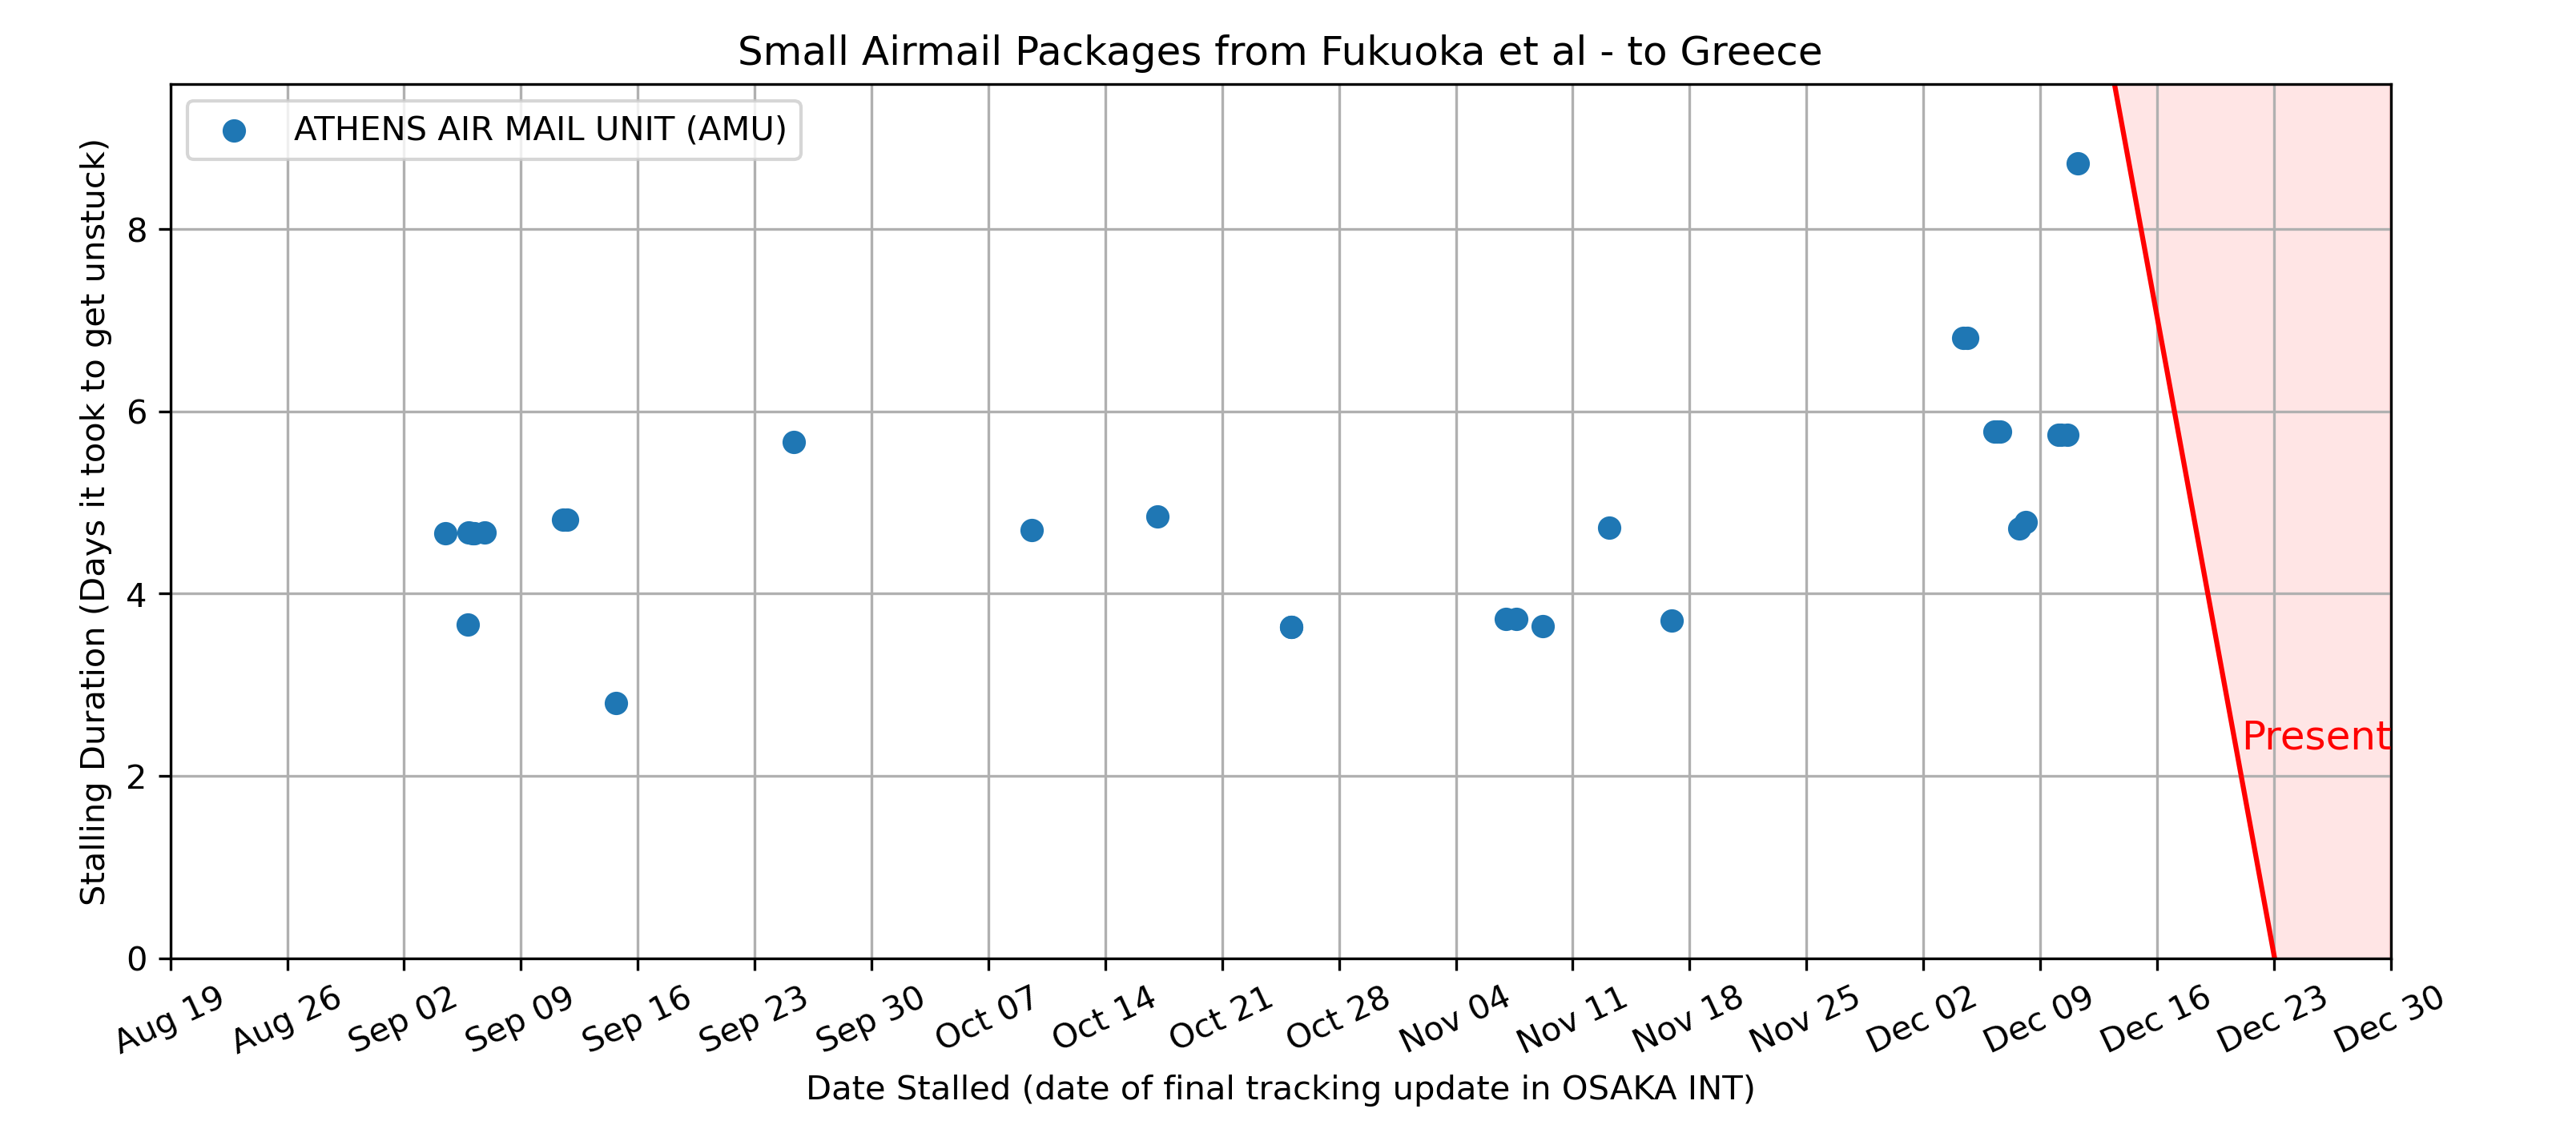 Small Airmail Packages from Fukuoka et al - to Greece
ATHENS AIR MAIL UNIT (AMU)
Stalling Duration (Days it took to get unstuck)
8
6
4
2
0
Present
Aug 19
Aug 26
Sep 02
Sep 09
Sep 16
Sep 23
Sep 30
Oct 07
Oct 14
Oct 21
Oct 28
Nov 04
Nov 11
Nov 18
Nov 25
Dec 02
Dec 09
Dec 16
Dec 23
Dec 30
Date Stalled (date of final tracking update in OSAKA INT)